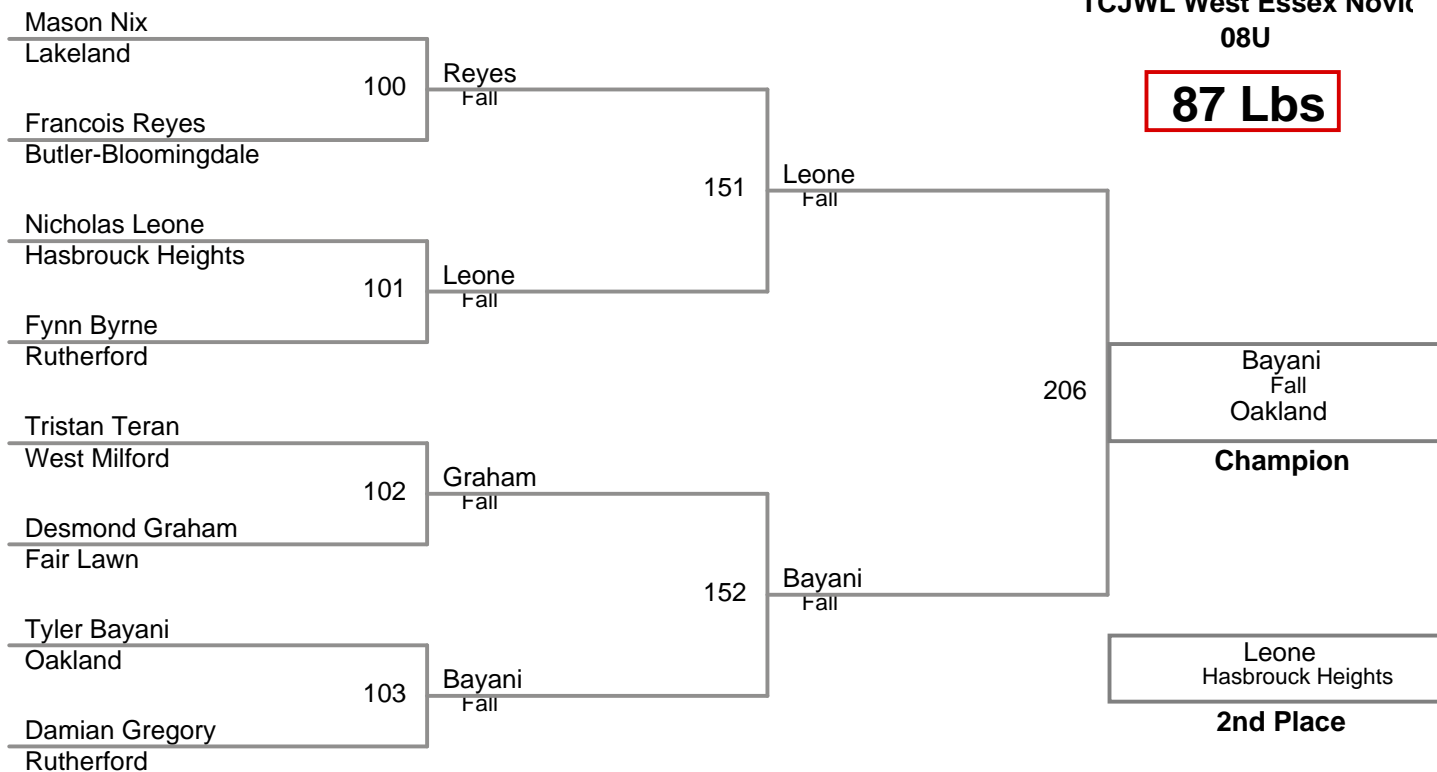 TCJWL West Essex
08U
87 Lbs
Mason Nix
Lakeland
100
Reyes
Fall
Francois Reyes
Butler-Bloomingdale
151
Leone
Fall
Nicholas Leone
Hasbrouck Heights
101
Leone
Fall
Fynn Byrne
Rutherford
206
Bayani
Fall
Oakland
Champion
Tristan Teran
West Milford
102
Graham
Fall
Desmond Graham
Fair Lawn
152
Bayani
Fall
Tyler Bayani
Oakland
103
Bayani
Fall
Damian Gregory
Rutherford
Leone
Hasbrouck Heights
2nd Place